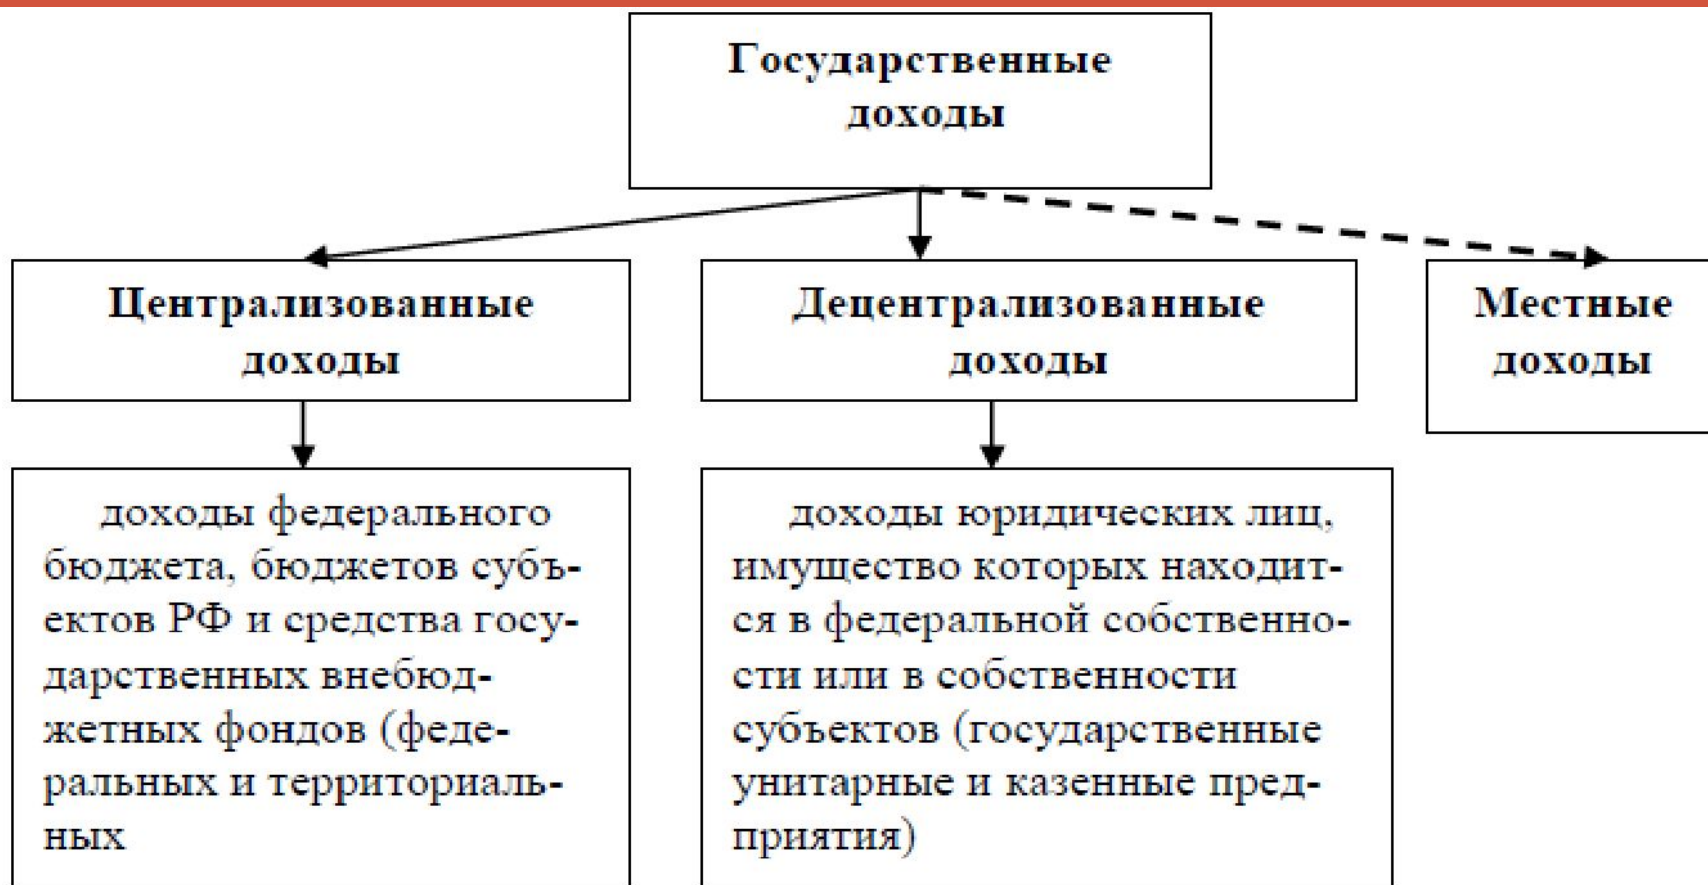 Государственные
доходы
Централизованные
доходы
Децентрализованные
доходы
Местные
доходы
доходы федерального
бюджета, бюджетов субъ-
ектов РФ и средства госу-
дарственных внебюд-
жетных фондов (феде-
ральных и территориаль-
ных
доходы юридических лиц,
имущество которых находит-
ся в федеральной собственно-
сти или в собственности
субъектов (государственные
унитарные и казенные пред-
приятия)